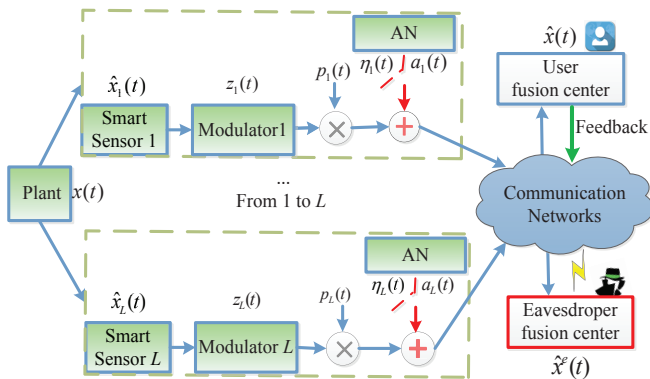 AN
x̂₁(t)
z₁(t)
p₁(t)
η₁(t)
a₁(t)
Smart
Sensor 1
Modulator1
×
+
x̂(t)
User
fusion center
Feedback
Plant
x(t)
...
From 1 to L
Communication
Networks
AN
x̂_L(t)
z_L(t)
p_L(t)
η_L(t)
a_L(t)
Smart
Sensor L
Modulator L
×
+
Eavesdroper
fusion center
x̂ᵉ(t)